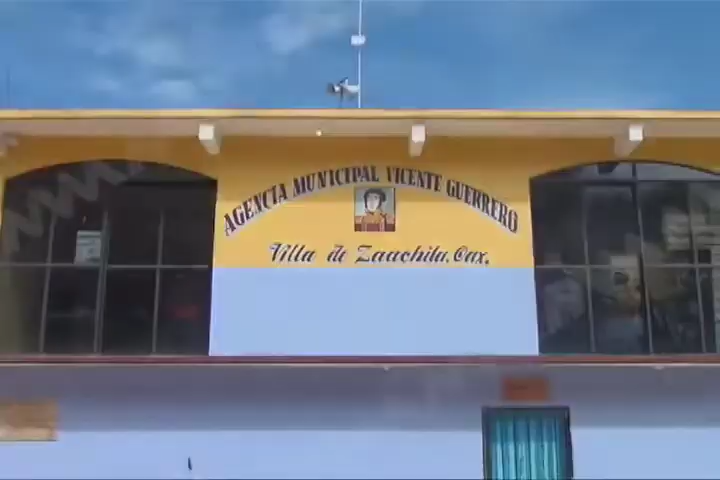 AGENCIA MUNICIPAL VICENTE GUERRERO
Villa de Zaachila, Oax,